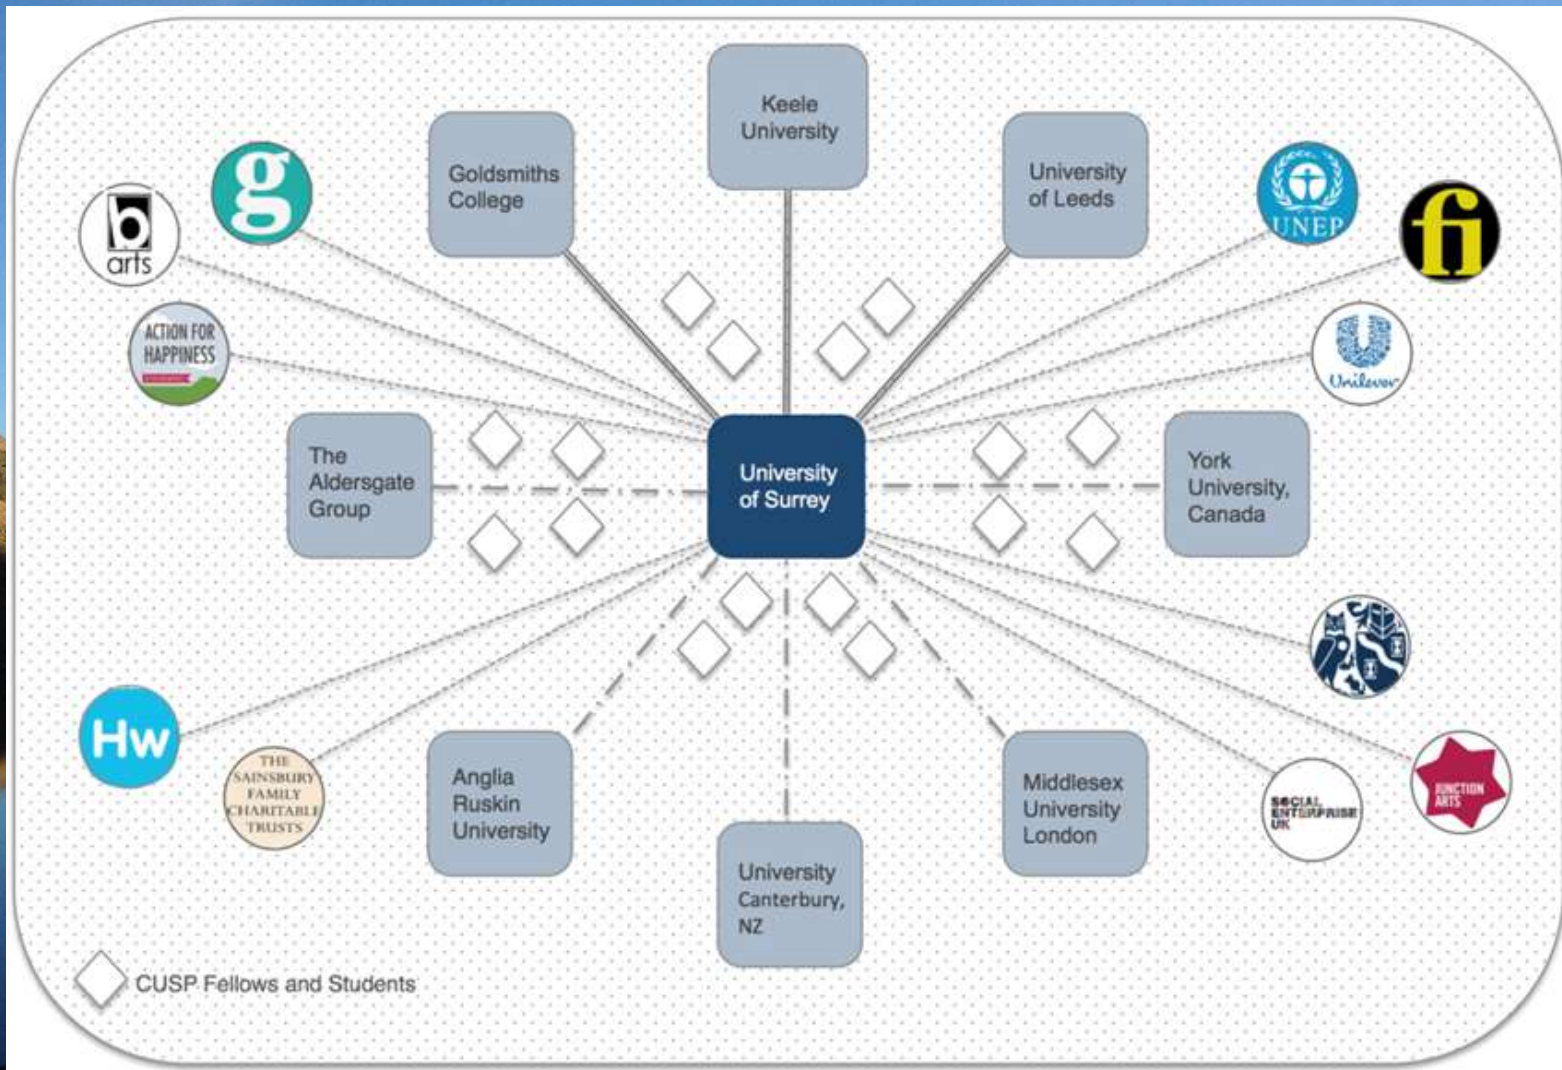 Keele
University
Goldsmiths
College
University
of Leeds
g
b
arts
ACTION FOR
HAPPINESS
UNEP
fi
Unilever
The
Aldersgate
Group
University
of Surrey
York
University,
Canada
Hw
THE
SAINSBURY
FAMILY
CHARITABLE
TRUSTS
Anglia
Ruskin
University
University
Canterbury,
NZ
Middlesex
University
London
SOCIAL
ENTERPRISE
UK
JUNCTION
ARTS
CUSP Fellows and Students